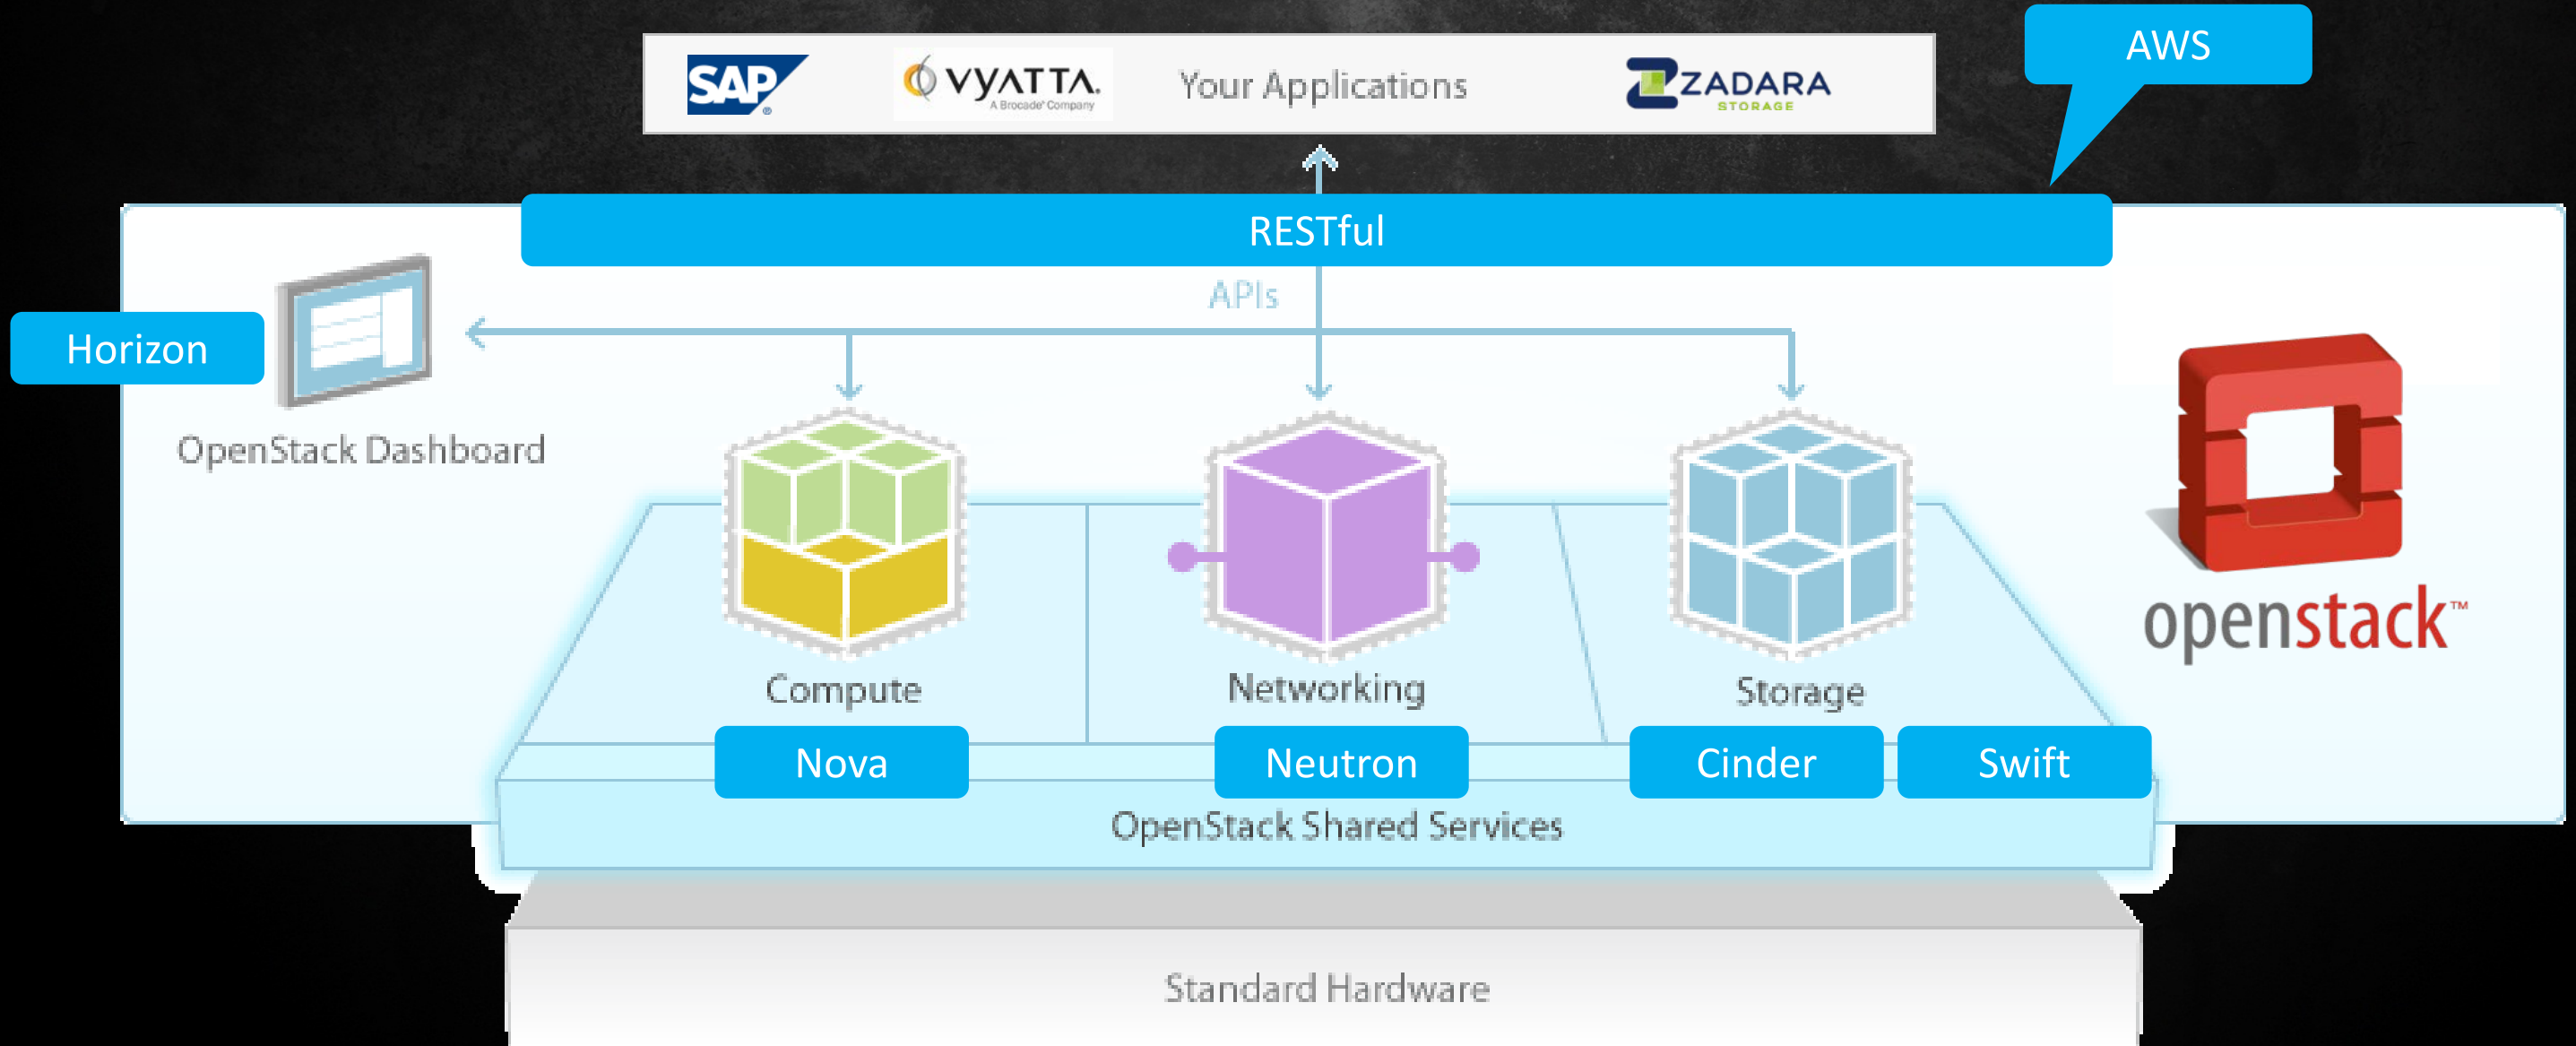 AWS
SAP®
VYATTA.
A Brocade® Company
Your Applications
ZADARA
STORAGE
RESTful
APIs
Horizon
OpenStack Dashboard
openstack™
Compute
Networking
Storage
Nova
Neutron
Cinder
Swift
OpenStack Shared Services
Standard Hardware